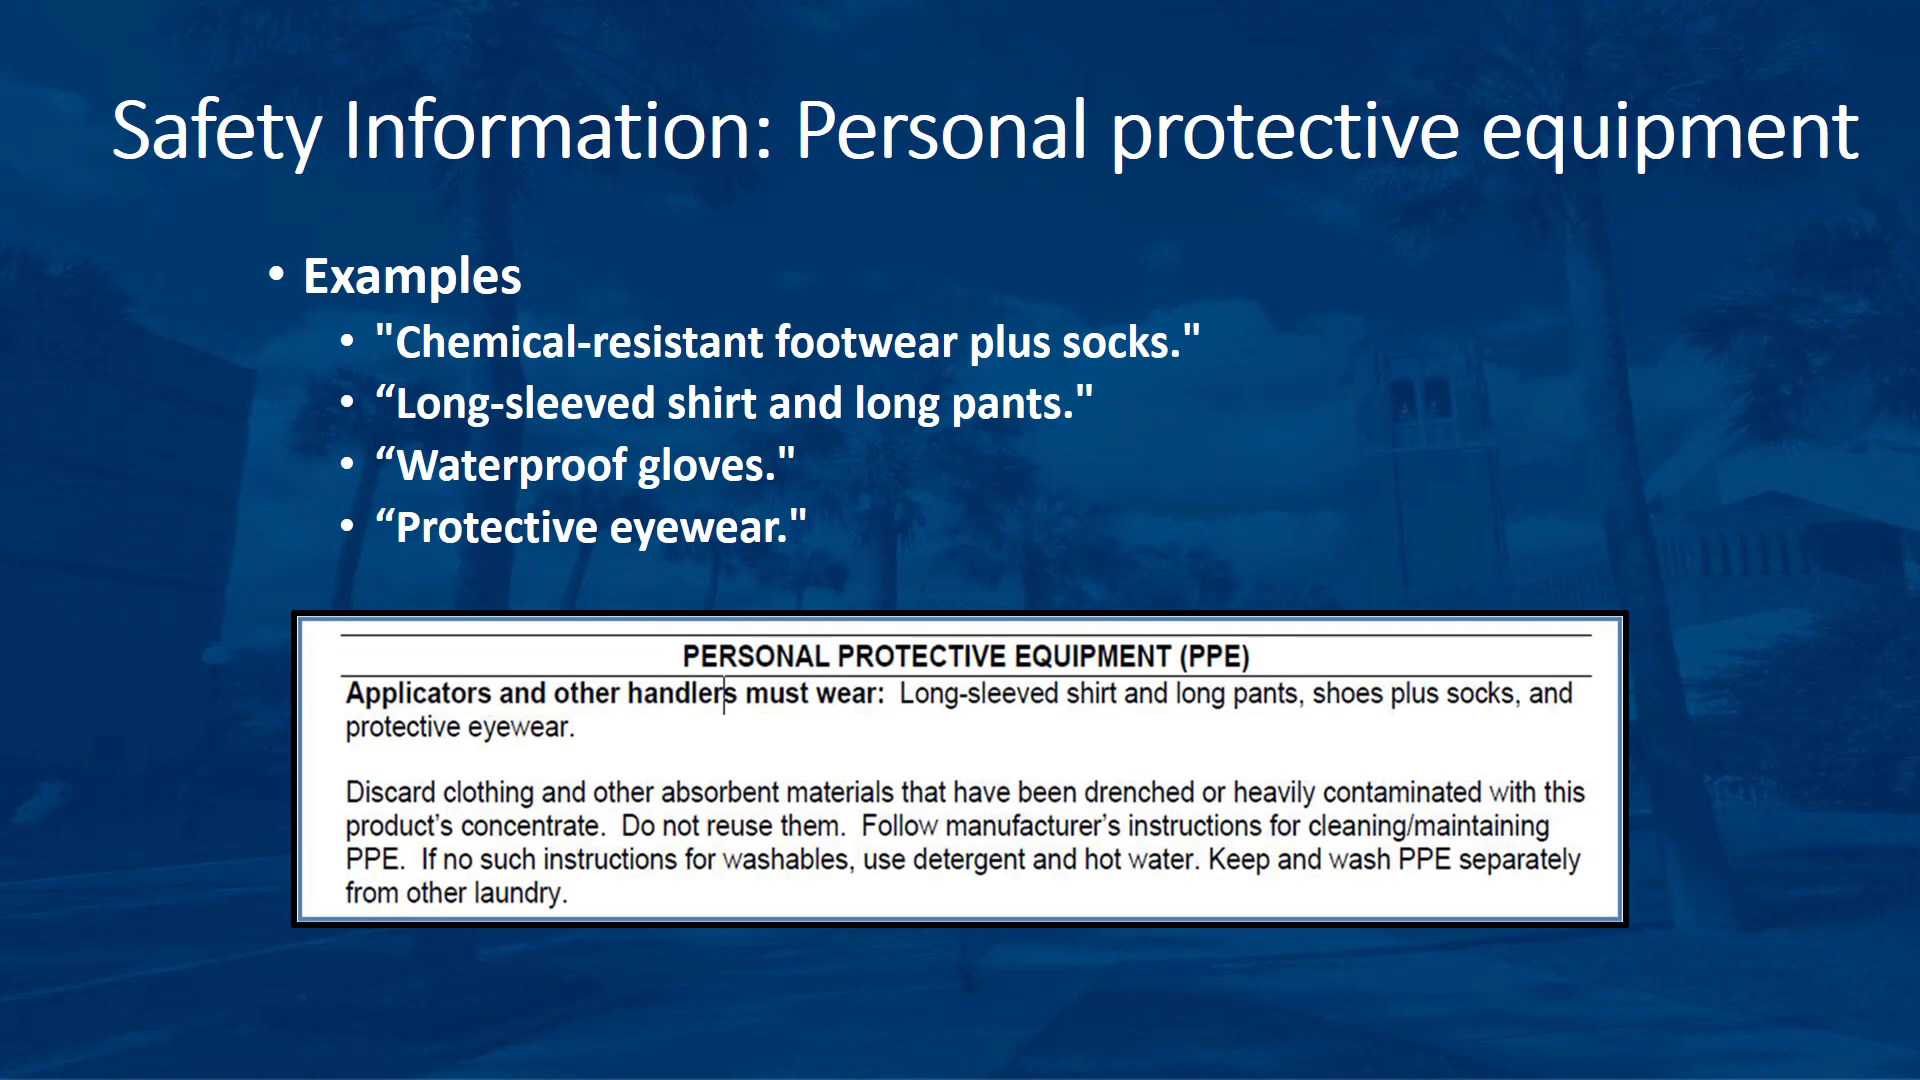 Safety Information: Personal protective equipment
• Examples
• "Chemical-resistant footwear plus socks."
• “Long-sleeved shirt and long pants."
• “Waterproof gloves."
• “Protective eyewear."
PERSONAL PROTECTIVE EQUIPMENT (PPE)
Applicators and other handlers must wear: Long-sleeved shirt and long pants, shoes plus socks, and
protective eyewear.
Discard clothing and other absorbent materials that have been drenched or heavily contaminated with this
product’s concentrate. Do not reuse them. Follow manufacturer’s instructions for cleaning/maintaining
PPE. If no such instructions for washables, use detergent and hot water. Keep and wash PPE separately
from other laundry.